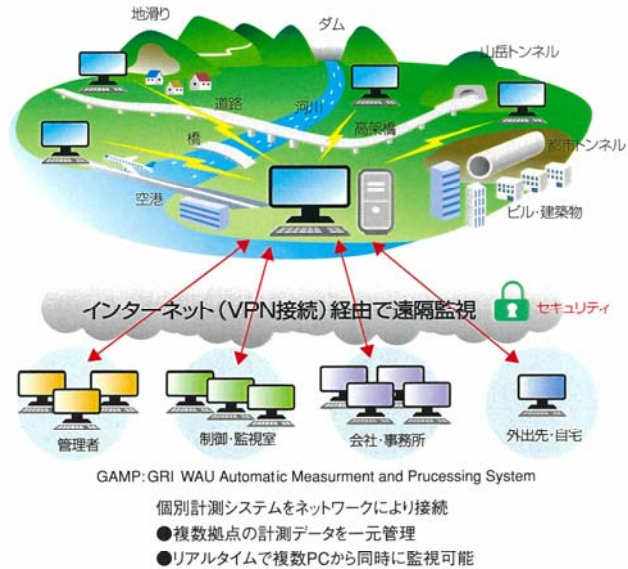 地滑り
ダム
山岳トンネル
道路
河川
高架橋
橋
都市トンネル
空港
ビル・建築物
インターネット(VPN接続)経由で遠隔監視
セキュリティ
管理者
制御・監視室
会社・事務所
外出先・自宅
GAMP: GRI WAU Automatic Measurment and Prucessing System
個別計測システムをネットワークにより接続
●複数拠点の計測データを一元管理
●リアルタイムで複数PCから同時に監視可能